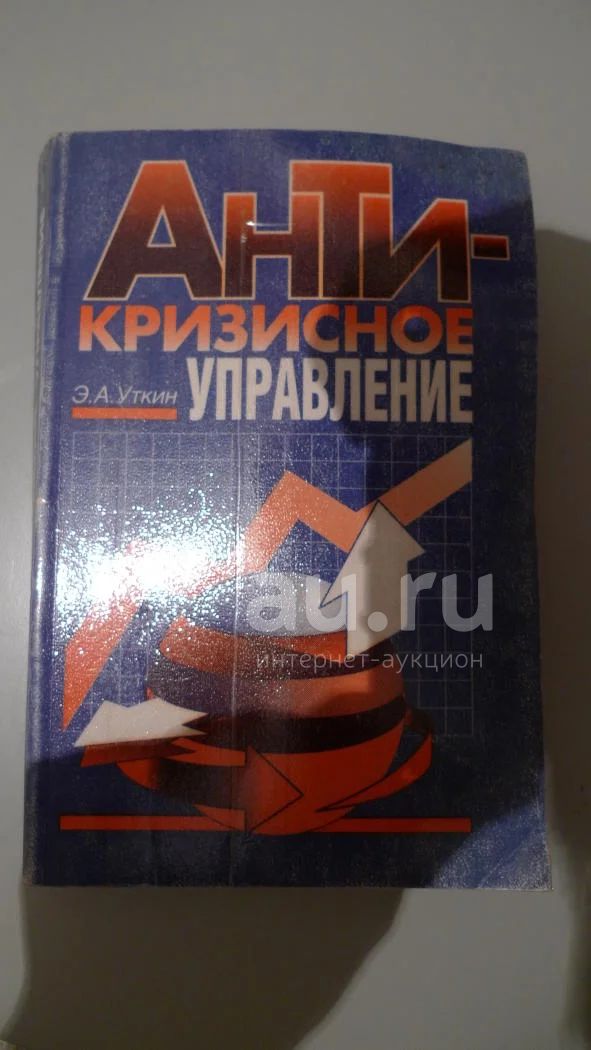 АНТИ-
КРИЗИСНОЕ
Э.А.Уткин УПРАВЛЕНИЕ
au.ru
интернет-аукцион